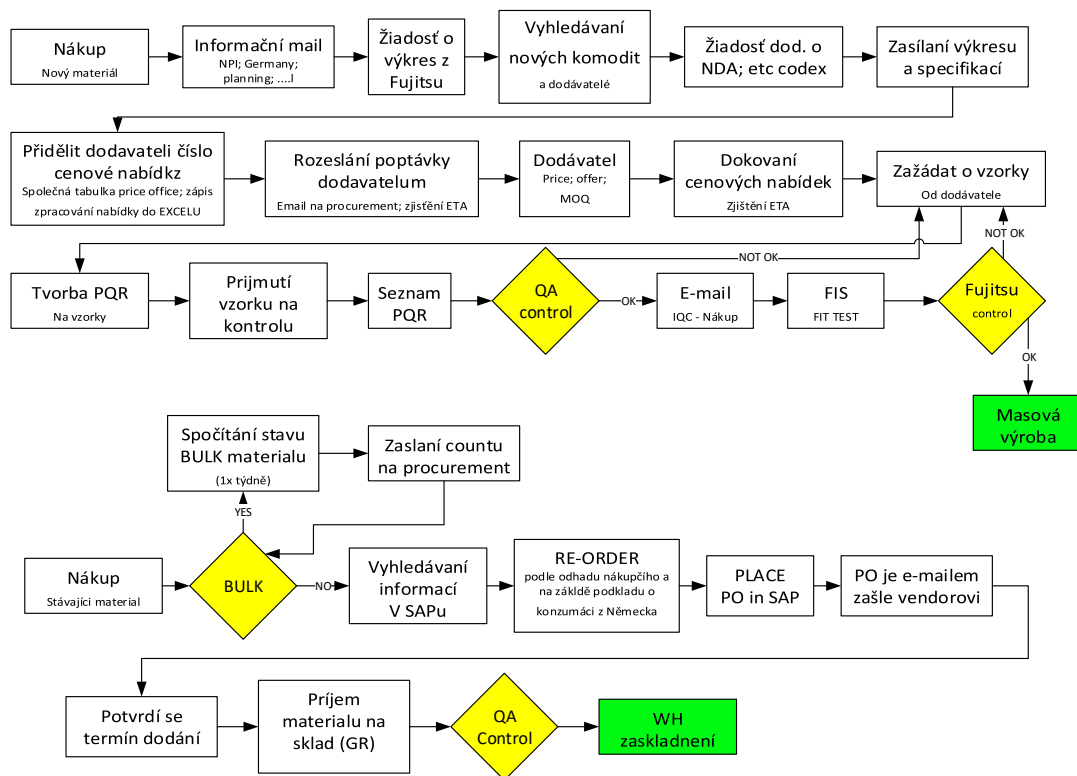 Nákup
Nový materiál
Informační mail
NPI; Germany;
planning; ....l
Žiadosť o
výkres z
Fujitsu
Vyhledávaní
nových komodit
a dodávatelé
Žiadosť dod. o
NDA; etc codex
Zasílaní výkresu
a specifikací
Přidělit dodavateli číslo
cenové nabídkz
Společná tabulka price office; zápis
zpracování nabídky do EXCELU
Rozeslání poptávky
dodavatelum
Email na procurement; zjisťění ETA
Dodávatel
Price; offer;
MOQ
Dokovaní
cenových nabídek
Zjištění ETA
Zažádat o vzorky
Od dodávatele
NOT OK
NOT OK
Tvorba PQR
Na vzorky
Prijmutí
vzorku na
kontrolu
Seznam
PQR
QA
control
OK
E-mail
IQC - Nákup
FIS
FIT TEST
Fujitsu
control
OK
Masová
výroba
Spočítání stavu
BULK materialu
(1x týdně)
Zaslaní countu
na procurement
YES
Nákup
Stávajíci material
BULK
NO
Vyhledávaní
informací
V SAPu
RE-ORDER
podle odhadu nákupčího a
na zákldě podkladu o
konzumáci z Německa
PLACE
PO in SAP
PO je e-mailem
zašle vendorovi
Potvrdí se
termín dodání
Príjem
materialu na
sklad (GR)
QA
Control
WH
zaskladnení